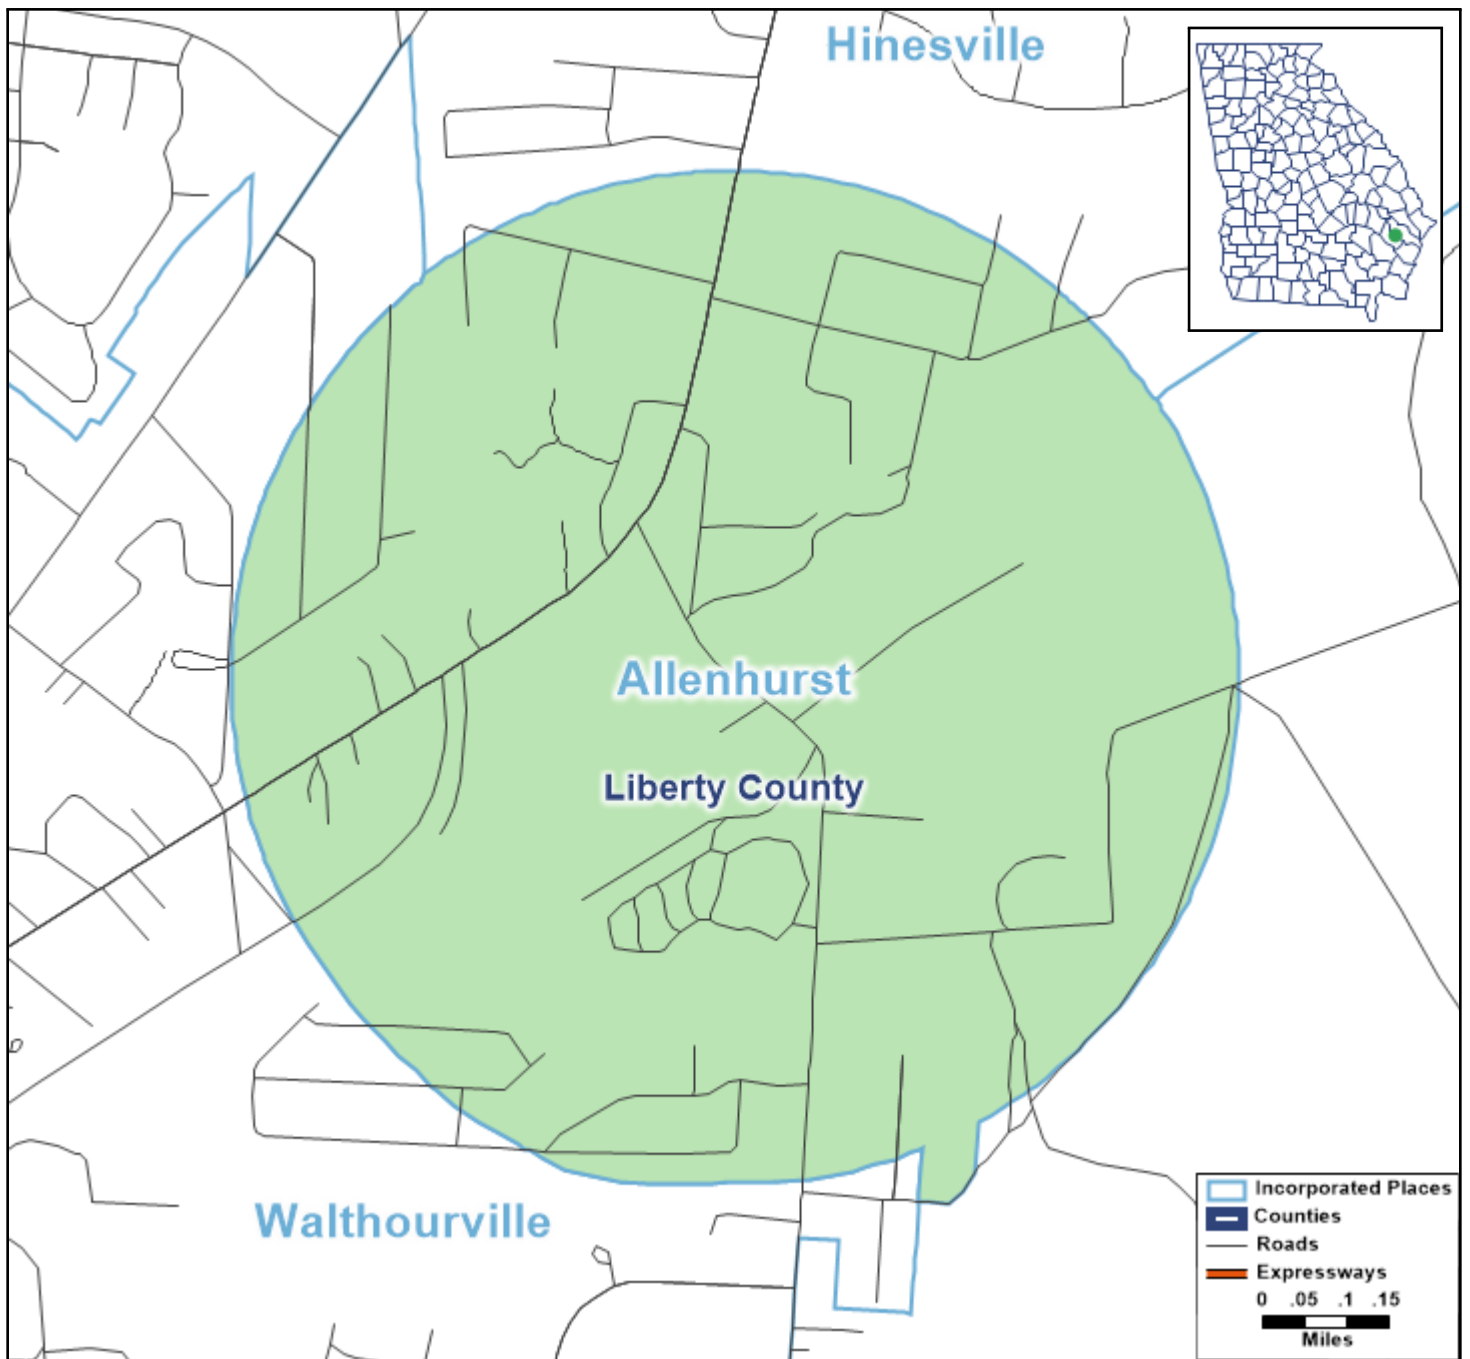 Hinesville
Allenhurst
Liberty County
Walthourville
Incorporated Places
Counties
Roads
Expressways
0 .05 .1 .15
Miles